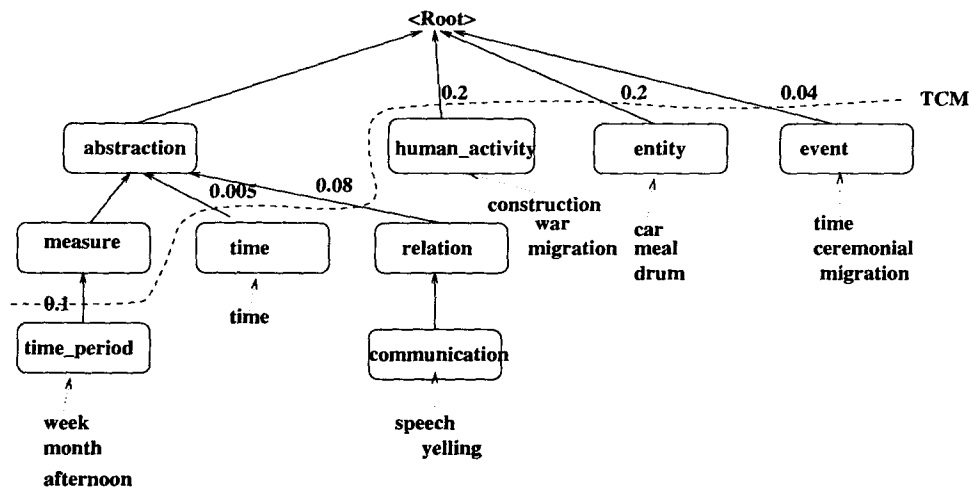 <Root>
0.2
0.2
0.04
TCM
abstraction
human_activity
entity
event
0.005
0.08
construction
war
migration
car
meal
drum
time
ceremonial
migration
measure
time
relation
0.1
time
time_period
communication
week
month
afternoon
speech
yelling